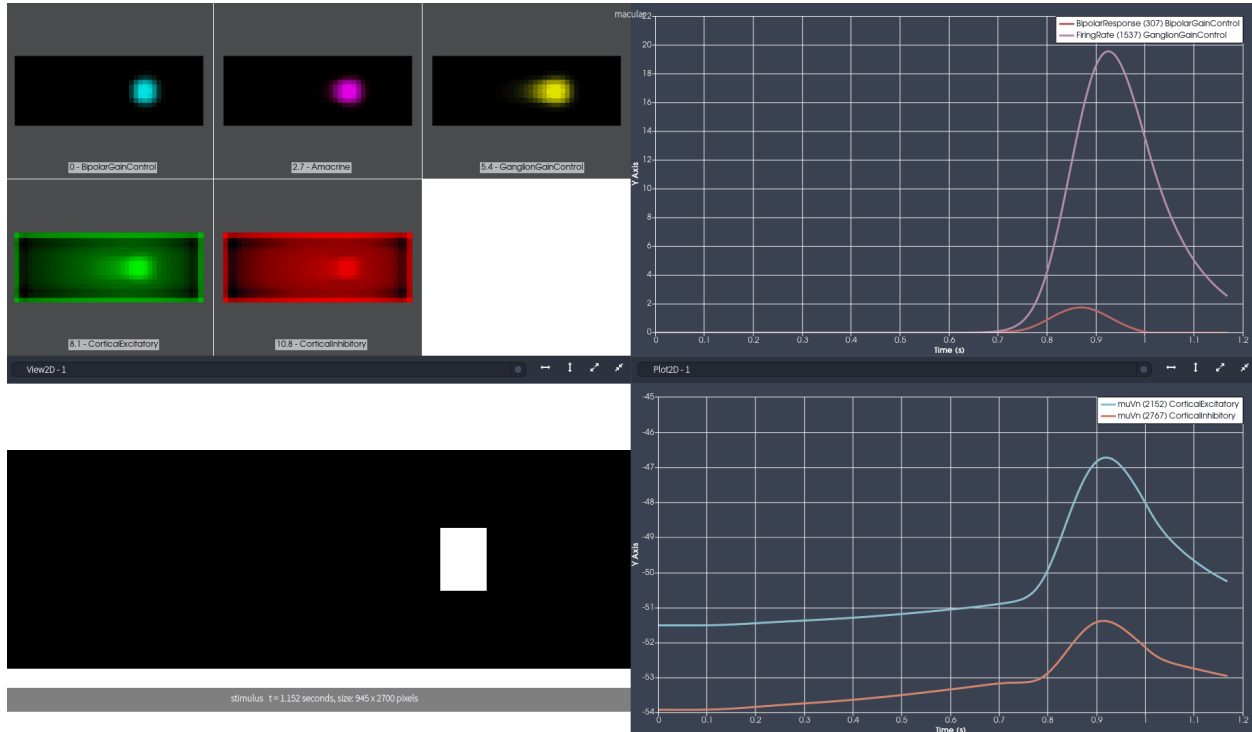 macular
0 - BipolarGainControl
2.7 - Amacrine
5.4 - GanglionGainControl
8.1 - CorticalExcitatory
10.8 - CorticalInhibitory
View2D - 1
22
20
18
16
14
12
10
8
6
4
2
0
Y Axis
BipolarResponse (307) BipolarGainControl
FiringRate (1537) GanglionGainControl
0 0.1 0.2 0.3 0.4 0.5 0.6 0.7 0.8 0.9 1 1.1 1.2
Time (s)
Plot2D - 1
stimulus t = 1.152 seconds, size: 945 x 2700 pixels
-45
-46
-47
-48
-49
-50
-51
-52
-53
-54
Y Axis
muVn (2152) CorticalExcitatory
muVn (2767) CorticalInhibitory
0 0.1 0.2 0.3 0.4 0.5 0.6 0.7 0.8 0.9 1 1.1 1.2
Time (s)